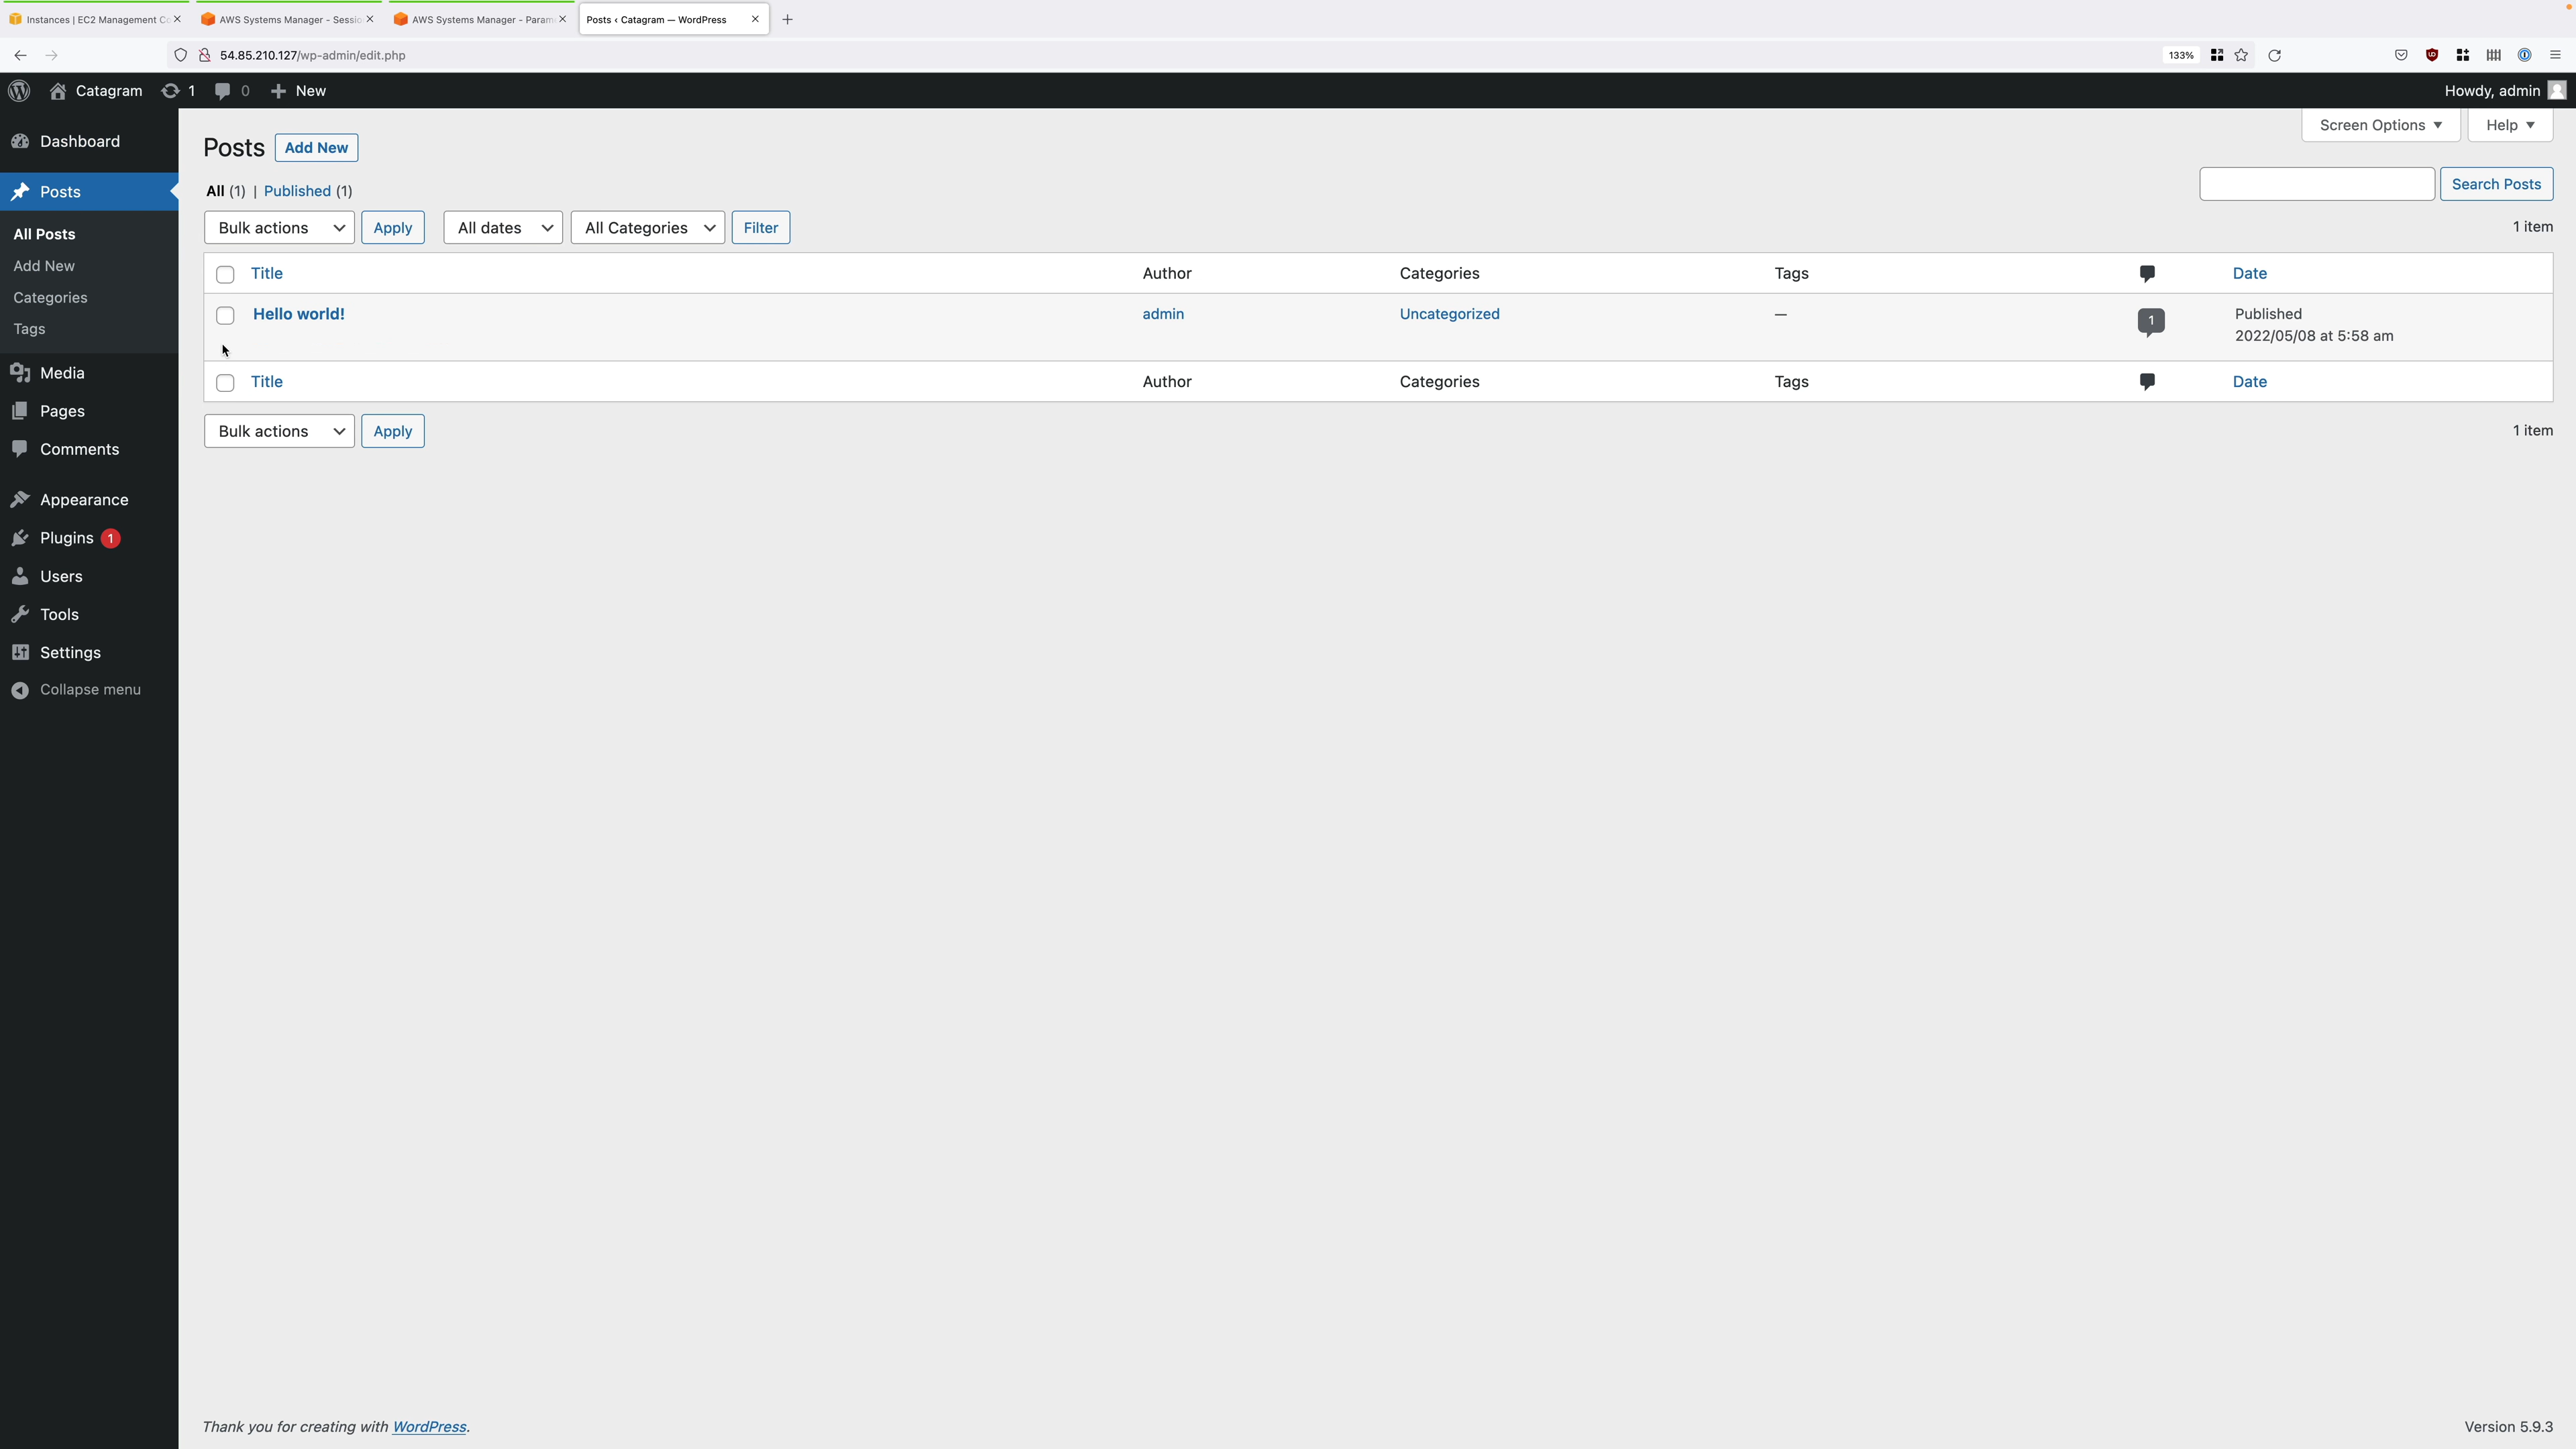 Instances | EC2 Management Co
AWS Systems Manager - Sessio
AWS Systems Manager - Param
Posts ‹ Catagram — WordPress
54.85.210.127/wp-admin/edit.php
133%
Catagram 1 0 New
Howdy, admin
Dashboard
Posts
All Posts
Add New
Categories
Tags
Media
Pages
Comments
Appearance
Plugins 1
Users
Tools
Settings
Collapse menu
Screen Options Help
Posts Add New
All (1) | Published (1)
Search Posts
Bulk actions Apply All dates All Categories Filter
1 item
Title Author Categories Tags Date
Hello world! admin Uncategorized — 1 Published
2022/05/08 at 5:58 am
Title Author Categories Tags Date
Bulk actions Apply
1 item
Thank you for creating with WordPress.
Version 5.9.3